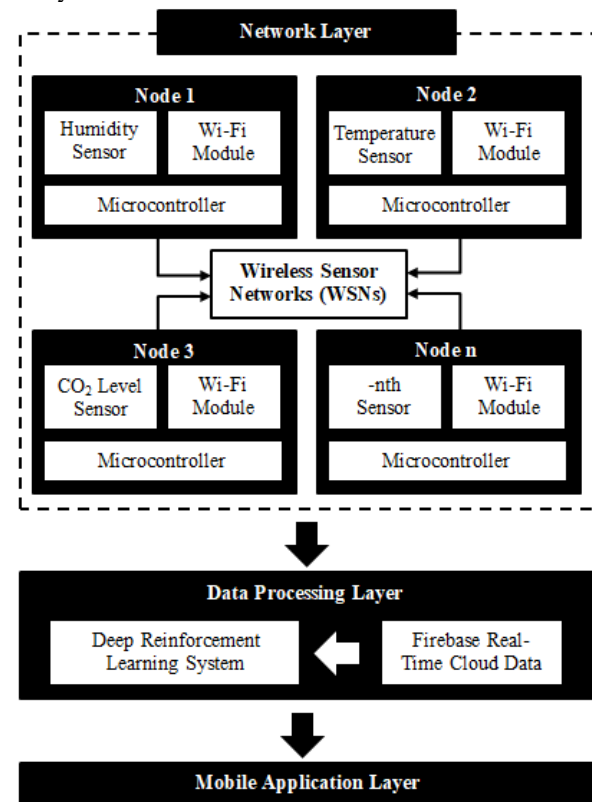 Network Layer
Node 1
Humidity
Sensor
Wi-Fi
Module
Microcontroller
Node 2
Temperature
Sensor
Wi-Fi
Module
Microcontroller
Wireless Sensor
Networks (WSNs)
Node 3
CO₂ Level
Sensor
Wi-Fi
Module
Microcontroller
Node n
-nth
Sensor
Wi-Fi
Module
Microcontroller
Data Processing Layer
Deep Reinforcement
Learning System
Firebase Real-
Time Cloud Data
Mobile Application Layer